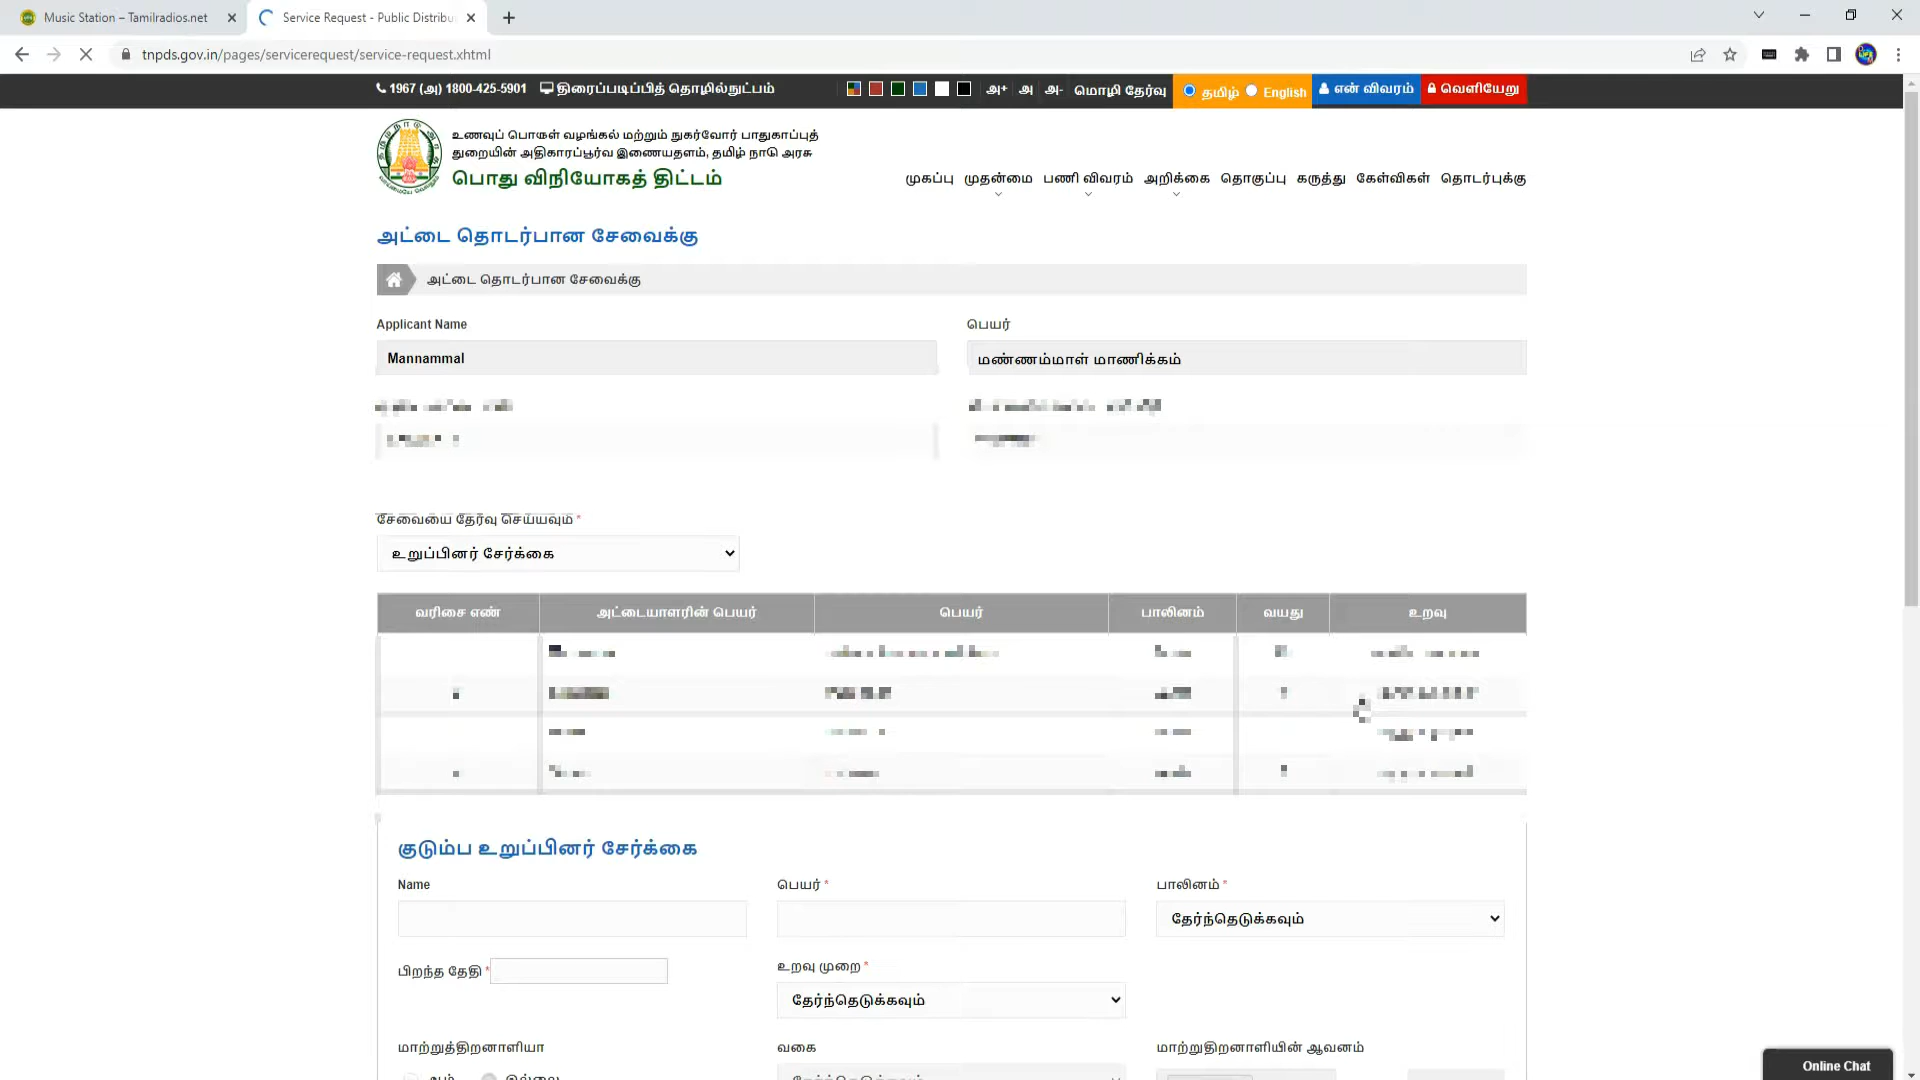 Music Station – Tamilradios.net
Service Request - Public Distribu
tnpds.gov.in/pages/servicerequest/service-request.xhtml
1967 (அ) 1800-425-5901 திரைப்படிப்பித் தொழில்நுட்பம் அ+ அ அ- மொழி தேர்வு தமிழ் English என் விவரம் வெளியேறு
உணவுப் பொருள் வழங்கல் மற்றும் நுகர்வோர் பாதுகாப்புத்
துறையின் அதிகாரப்பூர்வ இணையதளம், தமிழ் நாடு அரசு
பொது விநியோகத் திட்டம்
முகப்பு முதன்மை பணி விவரம் அறிக்கை தொகுப்பு கருத்து கேள்விகள் தொடர்புக்கு
அட்டை தொடர்பான சேவைக்கு
அட்டை தொடர்பான சேவைக்கு
Applicant Name பெயர்
Mannammal மண்ணம்மாள் மாணிக்கம்
சேவையை தேர்வு செய்யவும் *
உறுப்பினர் சேர்க்கை
வரிசை எண் அட்டையாளரின் பெயர் பெயர் பாலினம் வயது உறவு
குடும்ப உறுப்பினர் சேர்க்கை
Name பெயர் * பாலினம் *
தேர்ந்தெடுக்கவும்
பிறந்த தேதி * உறவு முறை *
தேர்ந்தெடுக்கவும்
மாற்றுத்திறனாளியா வகை மாற்றுதிறனாளியின் ஆவணம்
Online Chat